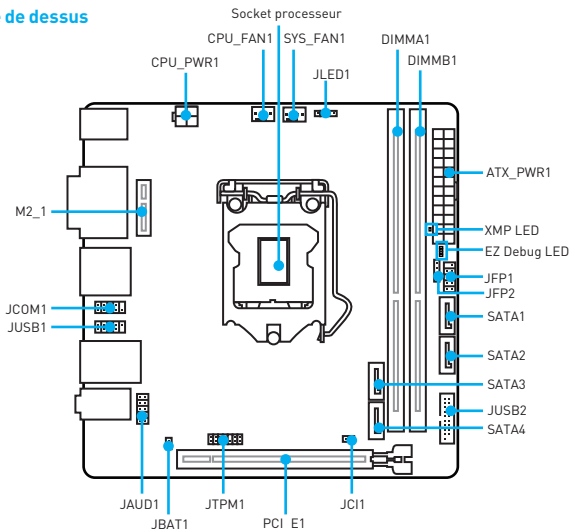 de dessus
Socket processeur
CPU_FAN1 SYS_FAN1
DIMMA1
CPU_PWR1
DIMMB1
JLED1
ATX_PWR1
M2_1
XMP LED
EZ Debug LED
JFP1
JFP2
JCOM1
JUSB1
SATA1
SATA2
SATA3
JUSB2
SATA4
JAUD1
JTPM1
JCI1
JBAT1
PCI_E1